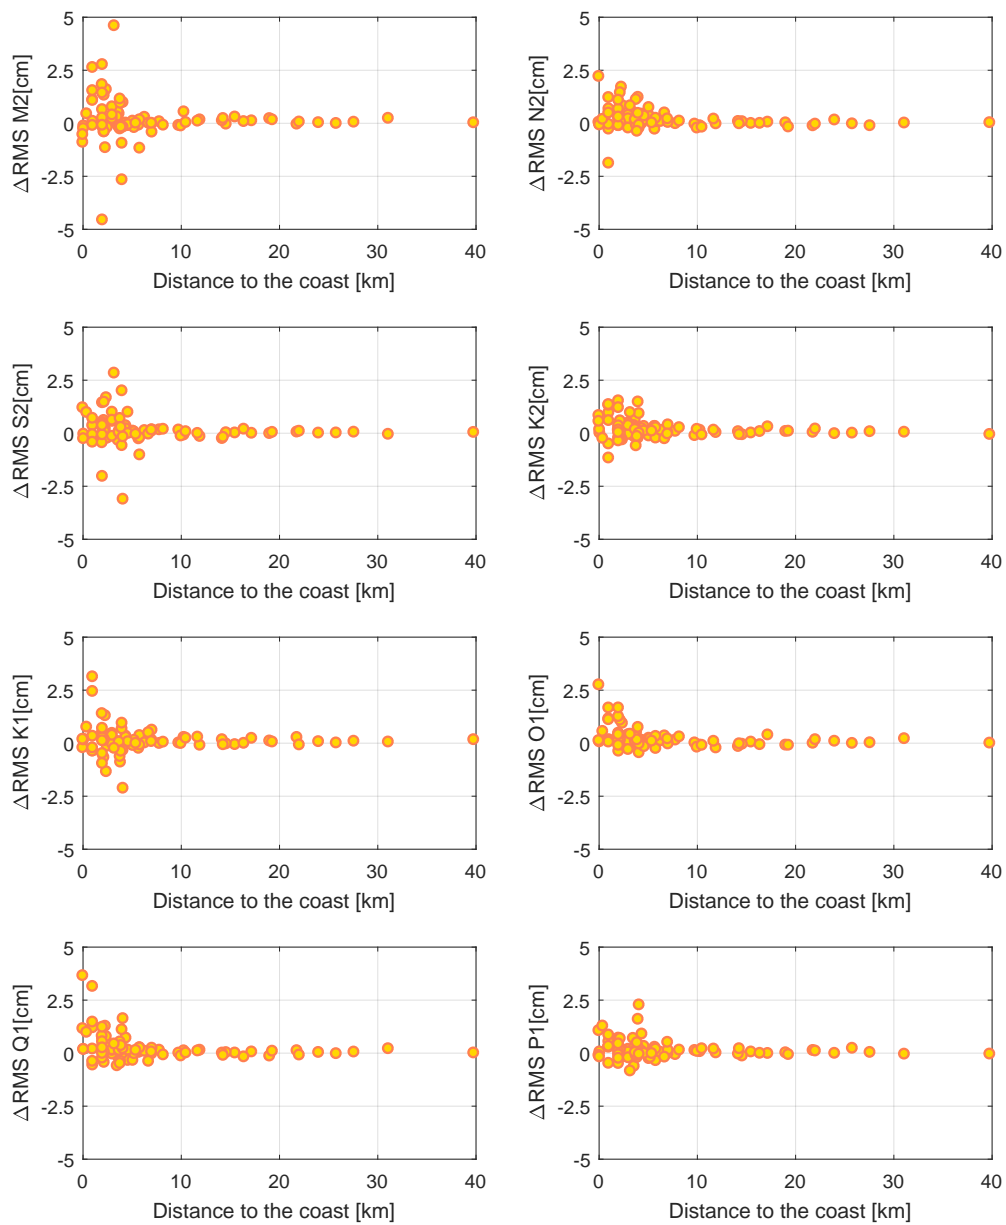 5
2.5
0
-2.5
-5
ΔRMS M2[cm]
0 10 20 30 40
Distance to the coast [km]
5
2.5
0
-2.5
-5
ΔRMS N2[cm]
0 10 20 30 40
Distance to the coast [km]
5
2.5
0
-2.5
-5
ΔRMS S2[cm]
0 10 20 30 40
Distance to the coast [km]
5
2.5
0
-2.5
-5
ΔRMS K2[cm]
0 10 20 30 40
Distance to the coast [km]
5
2.5
0
-2.5
-5
ΔRMS K1[cm]
0 10 20 30 40
Distance to the coast [km]
5
2.5
0
-2.5
-5
ΔRMS O1[cm]
0 10 20 30 40
Distance to the coast [km]
5
2.5
0
-2.5
-5
ΔRMS Q1[cm]
0 10 20 30 40
Distance to the coast [km]
5
2.5
0
-2.5
-5
ΔRMS P1[cm]
0 10 20 30 40
Distance to the coast [km]